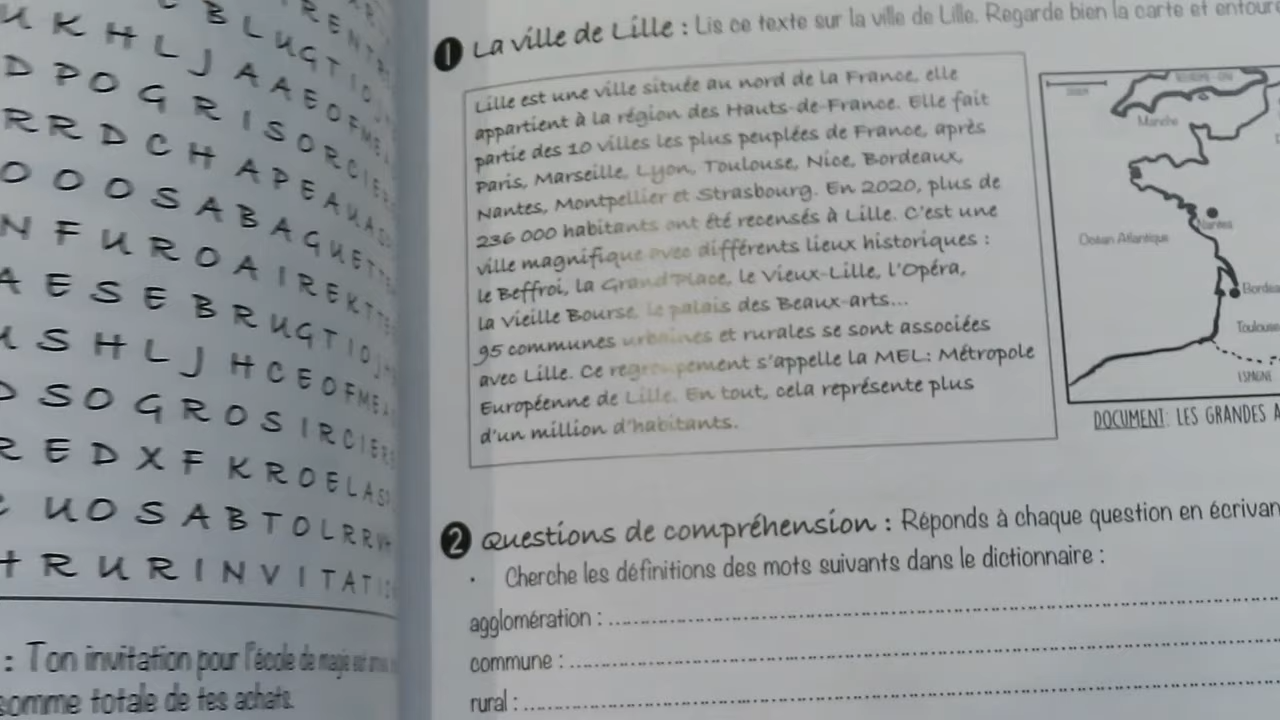 U K H L J A A E O F M E
D P O G R I S O R C I E R
R R D C H A P E A U A S
O O O S A B A G U E T T E
N F U R O A I R E K T T
A E S E B R U G T I O J
S H L J H C E O F M E A
D S O G R O S I R C I E R S
R E D X F K R O E L A S
U O S A B T O L R R
R U R I N V I T A T I
: Ton invitation pour l'école de magie
somme totale de tes achats.
1 La ville de Lille : Lis ce texte sur la ville de Lille. Regarde bien la carte et entoure
Lille est une ville située au nord de la France, elle
appartient à la région des Hauts-de-France. Elle fait
partie des 10 villes les plus peuplées de France, après
Paris, Marseille, Lyon, Toulouse, Nice, Bordeaux,
Nantes, Montpellier et Strasbourg. En 2020, plus de
236 000 habitants ont été recensés à Lille. C'est une
ville magnifique avec différents lieux historiques :
le Beffroi, la Grand'Place, le Vieux-Lille, l'Opéra,
la Vieille Bourse, le palais des Beaux-arts...
95 communes urbaines et rurales se sont associées
avec Lille. Ce regroupement s'appelle la MEL: Métropole
Européenne de Lille. En tout, cela représente plus
d'un million d'habitants.
Manche
Nantes
Océan Atlantique
Bordea
Toulouse
ESPAGNE
DOCUMENT: LES GRANDES A
2 Questions de compréhension : Réponds à chaque question en écrivan
· Cherche les définitions des mots suivants dans le dictionnaire :
agglomération :
commune :
rural :